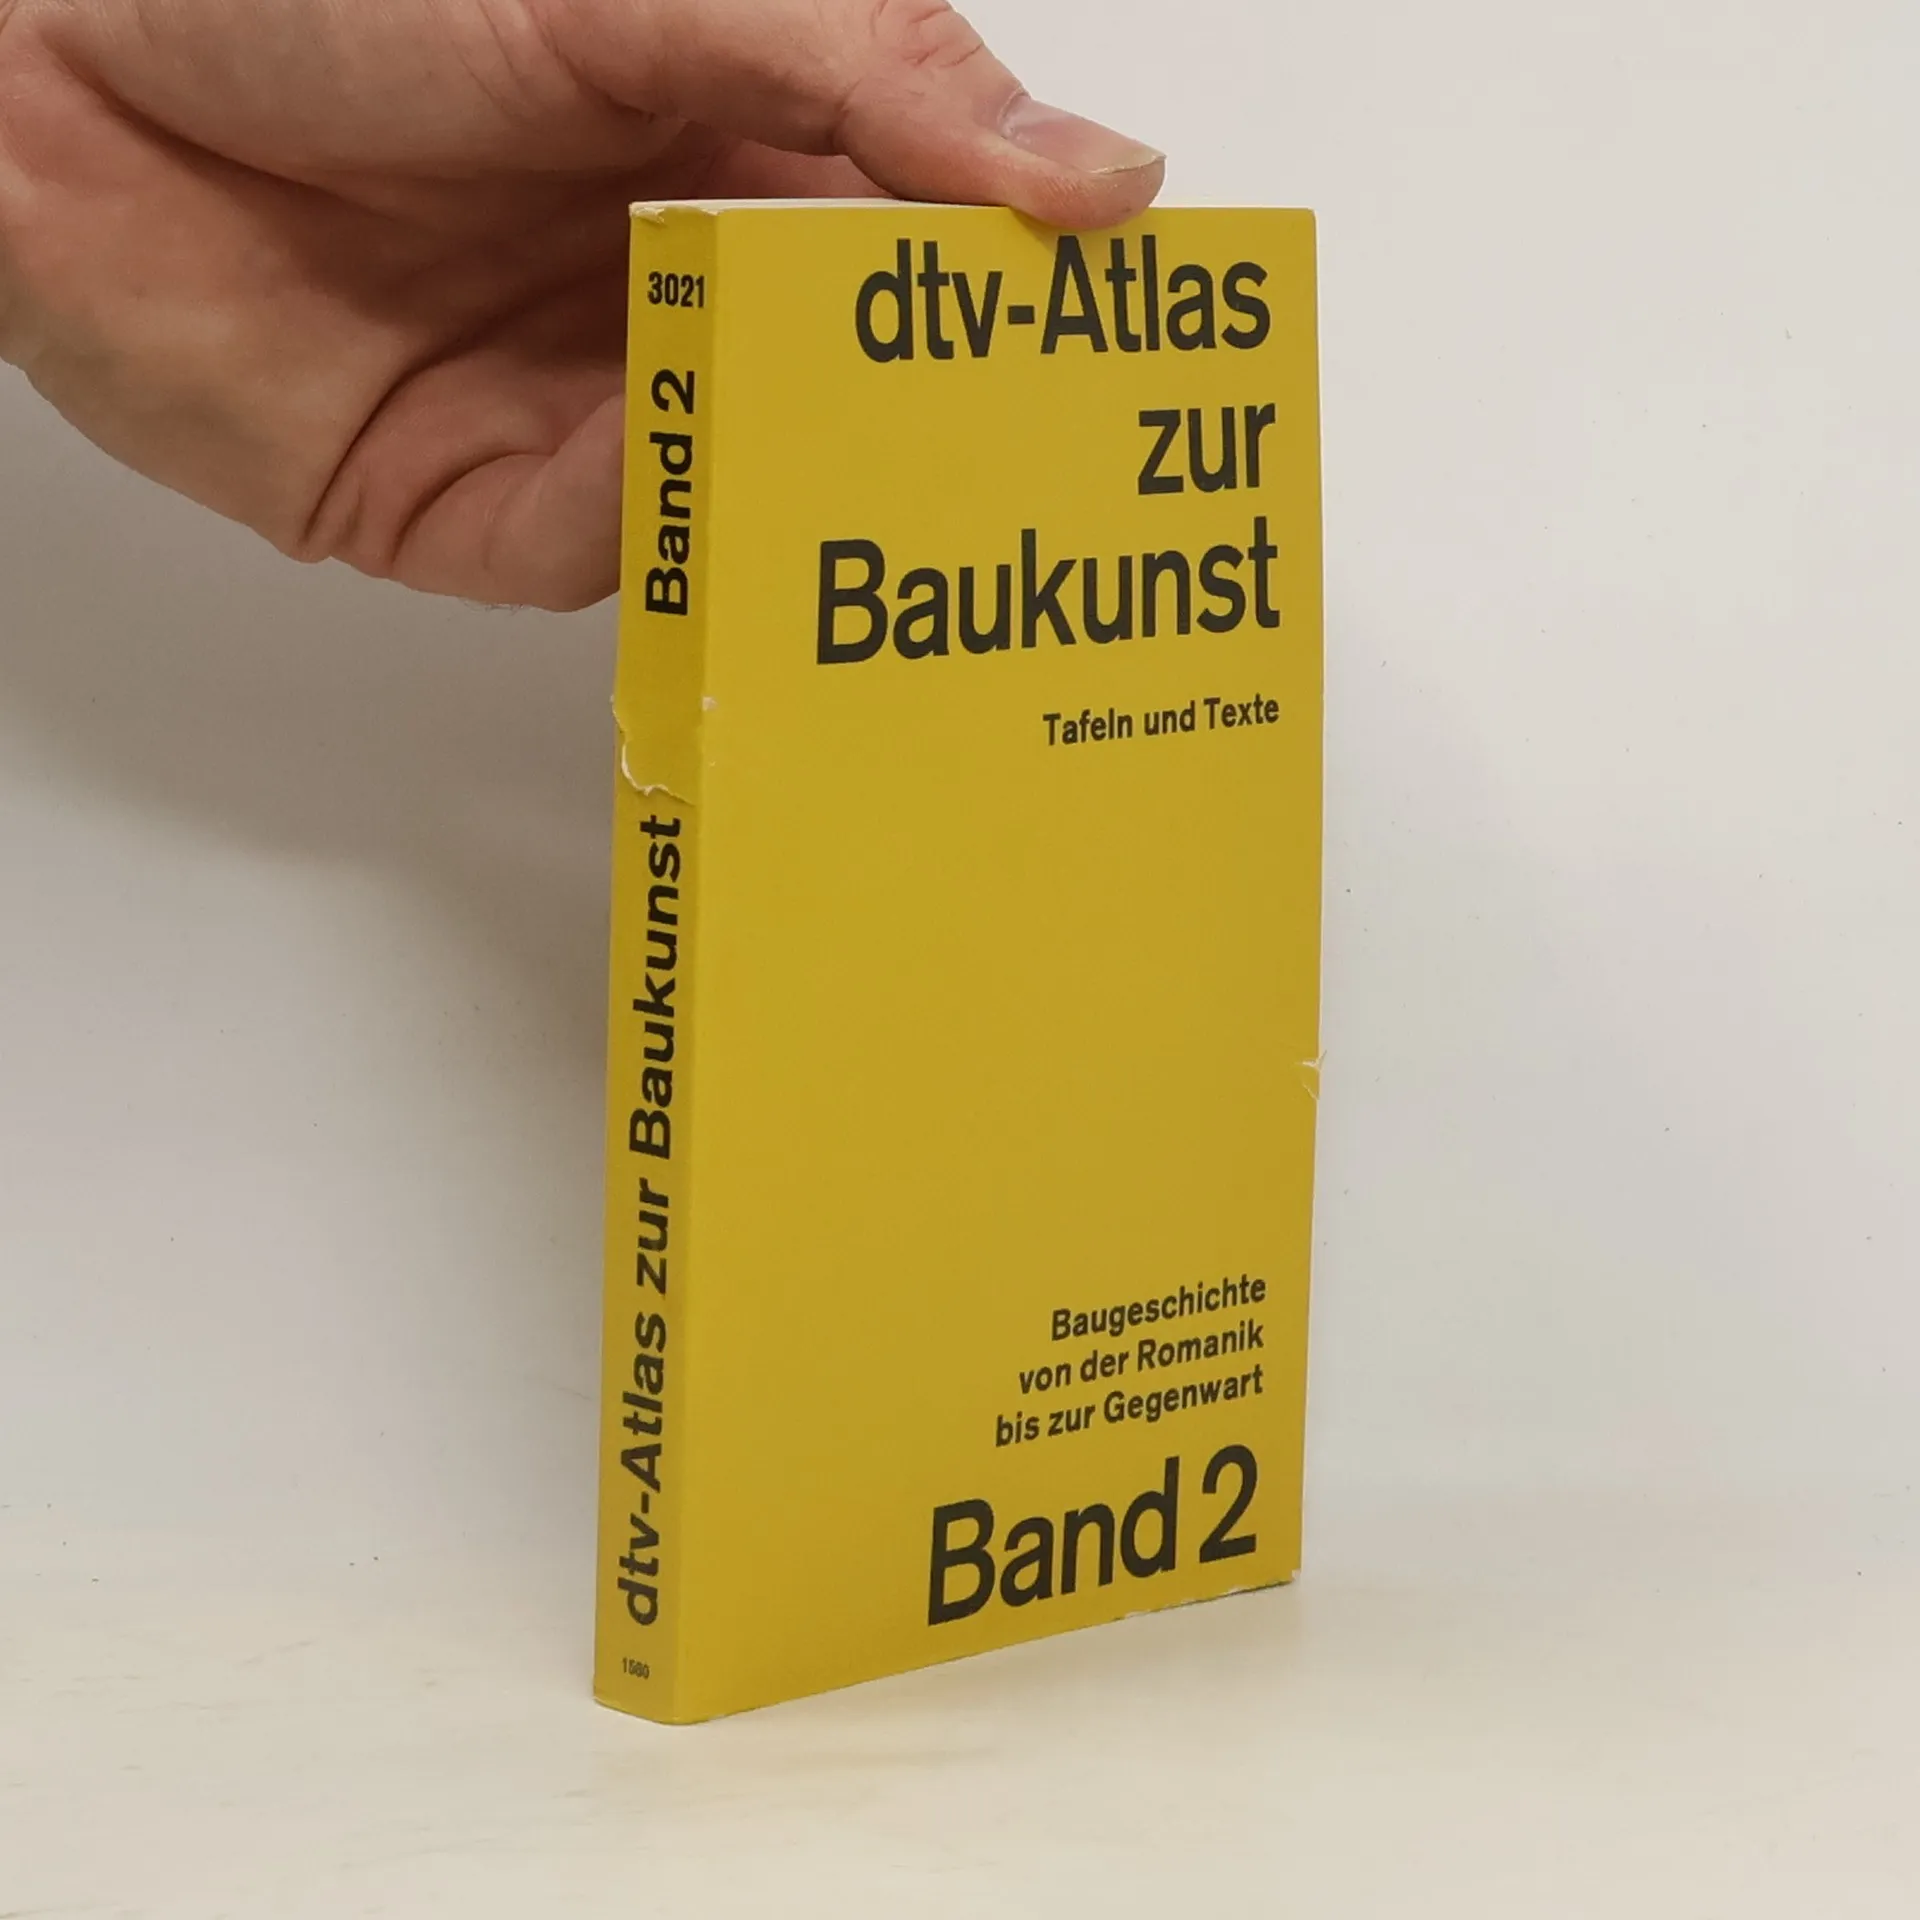 3021
Band 2
dtv-Atlas zur Baukunst
dtv-Atlas
zur
Baukunst
Tafeln und Texte
Baugeschichte
von der Romanik
bis zur Gegenwart
Band 2